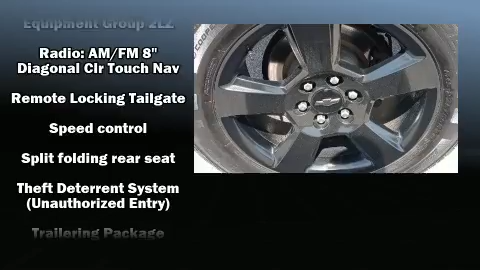 Equipment Group 2LZ
Radio: AM/FM 8"
Diagonal Clr Touch Nav
Remote Locking Tailgate
Speed control
Split folding rear seat
Theft Deterrent System
(Unauthorized Entry)
Trailering Package